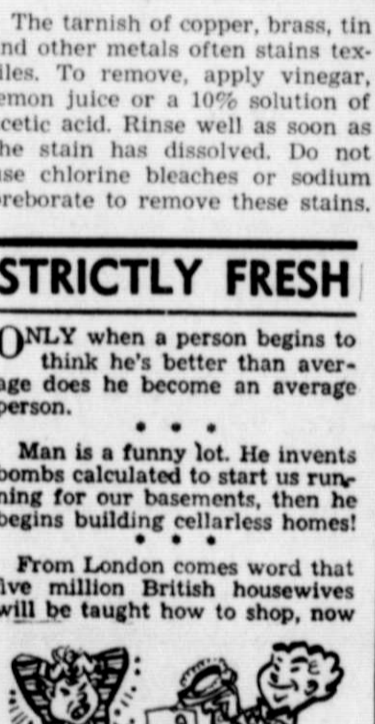 The tarnish of copper, brass, tin
nd other metals often stains tex-
iles. To remove, apply vinegar,
emon juice or a 10% solution of
cetic acid. Rinse well as soon as
he stain has dissolved. Do not
use chlorine bleaches or sodium
preborate to remove these stains.
STRICTLY FRESH
ONLY when a person begins to
think he's better than aver-
age does he become an average
person.
• • •
Man is a funny lot. He invents
bombs calculated to start us run-
ning for our basements, then he
begins building cellarless homes!
• • •
From London comes word that
ive million British housewives
will be taught how to shop, now